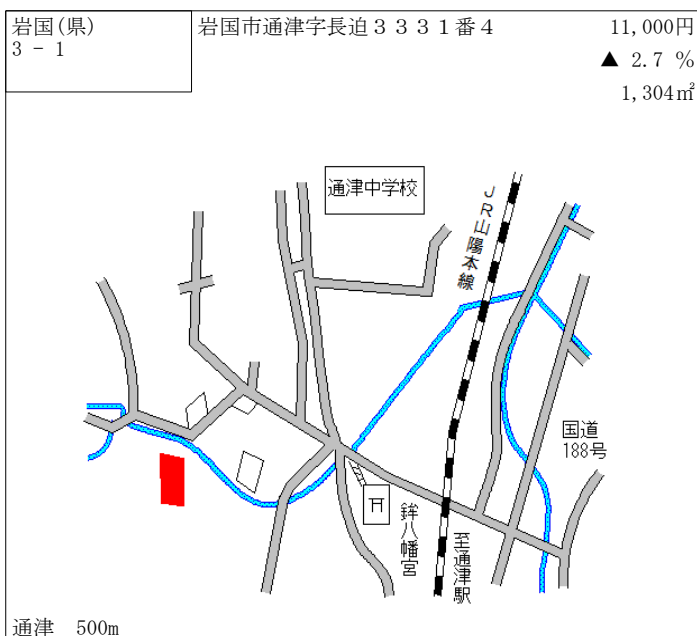 岩国(県)
3 - 1
岩国市通津字長迫３３３１番４
11,000円
▲ 2.7 %
1,304㎡
通津中学校
ＪＲ山陽本線
国道
188号
鉾八幡宮
至通津駅
通津　500m